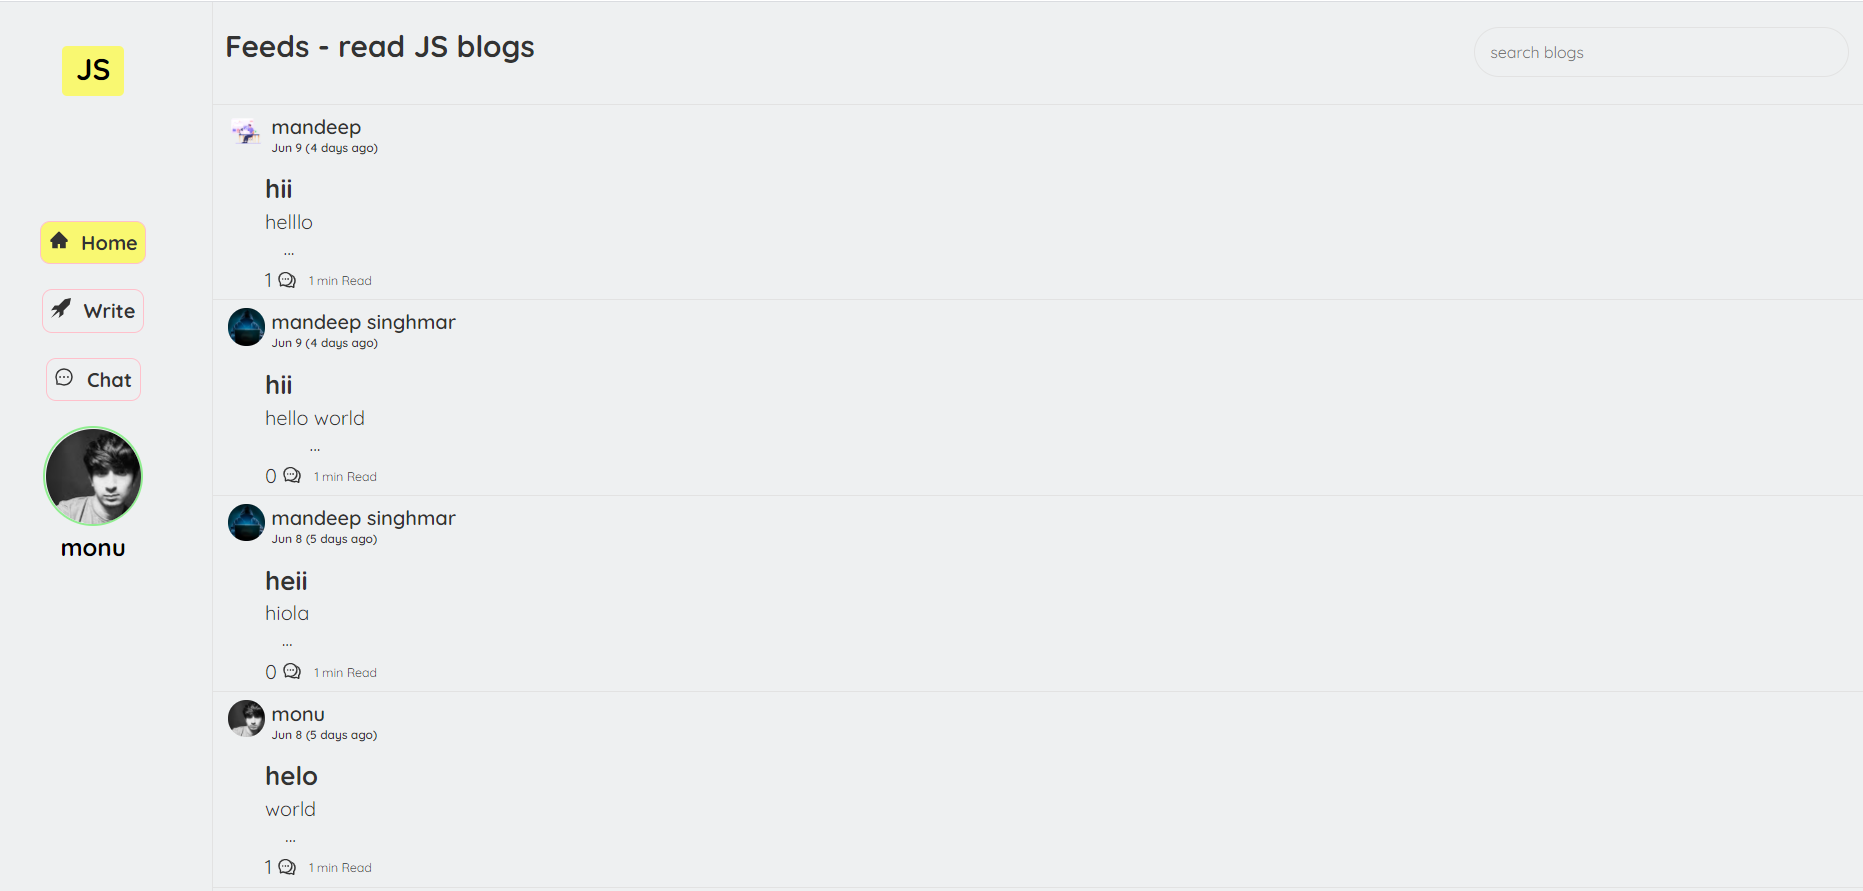 JS
Home
Write
Chat
monu
Feeds - read JS blogs
search blogs
mandeep
Jun 9 (4 days ago)
hii
helllo
...
1 1 min Read
mandeep singhmar
Jun 9 (4 days ago)
hii
hello world
...
0 1 min Read
mandeep singhmar
Jun 8 (5 days ago)
heii
hiola
...
0 1 min Read
monu
Jun 8 (5 days ago)
helo
world
...
1 1 min Read